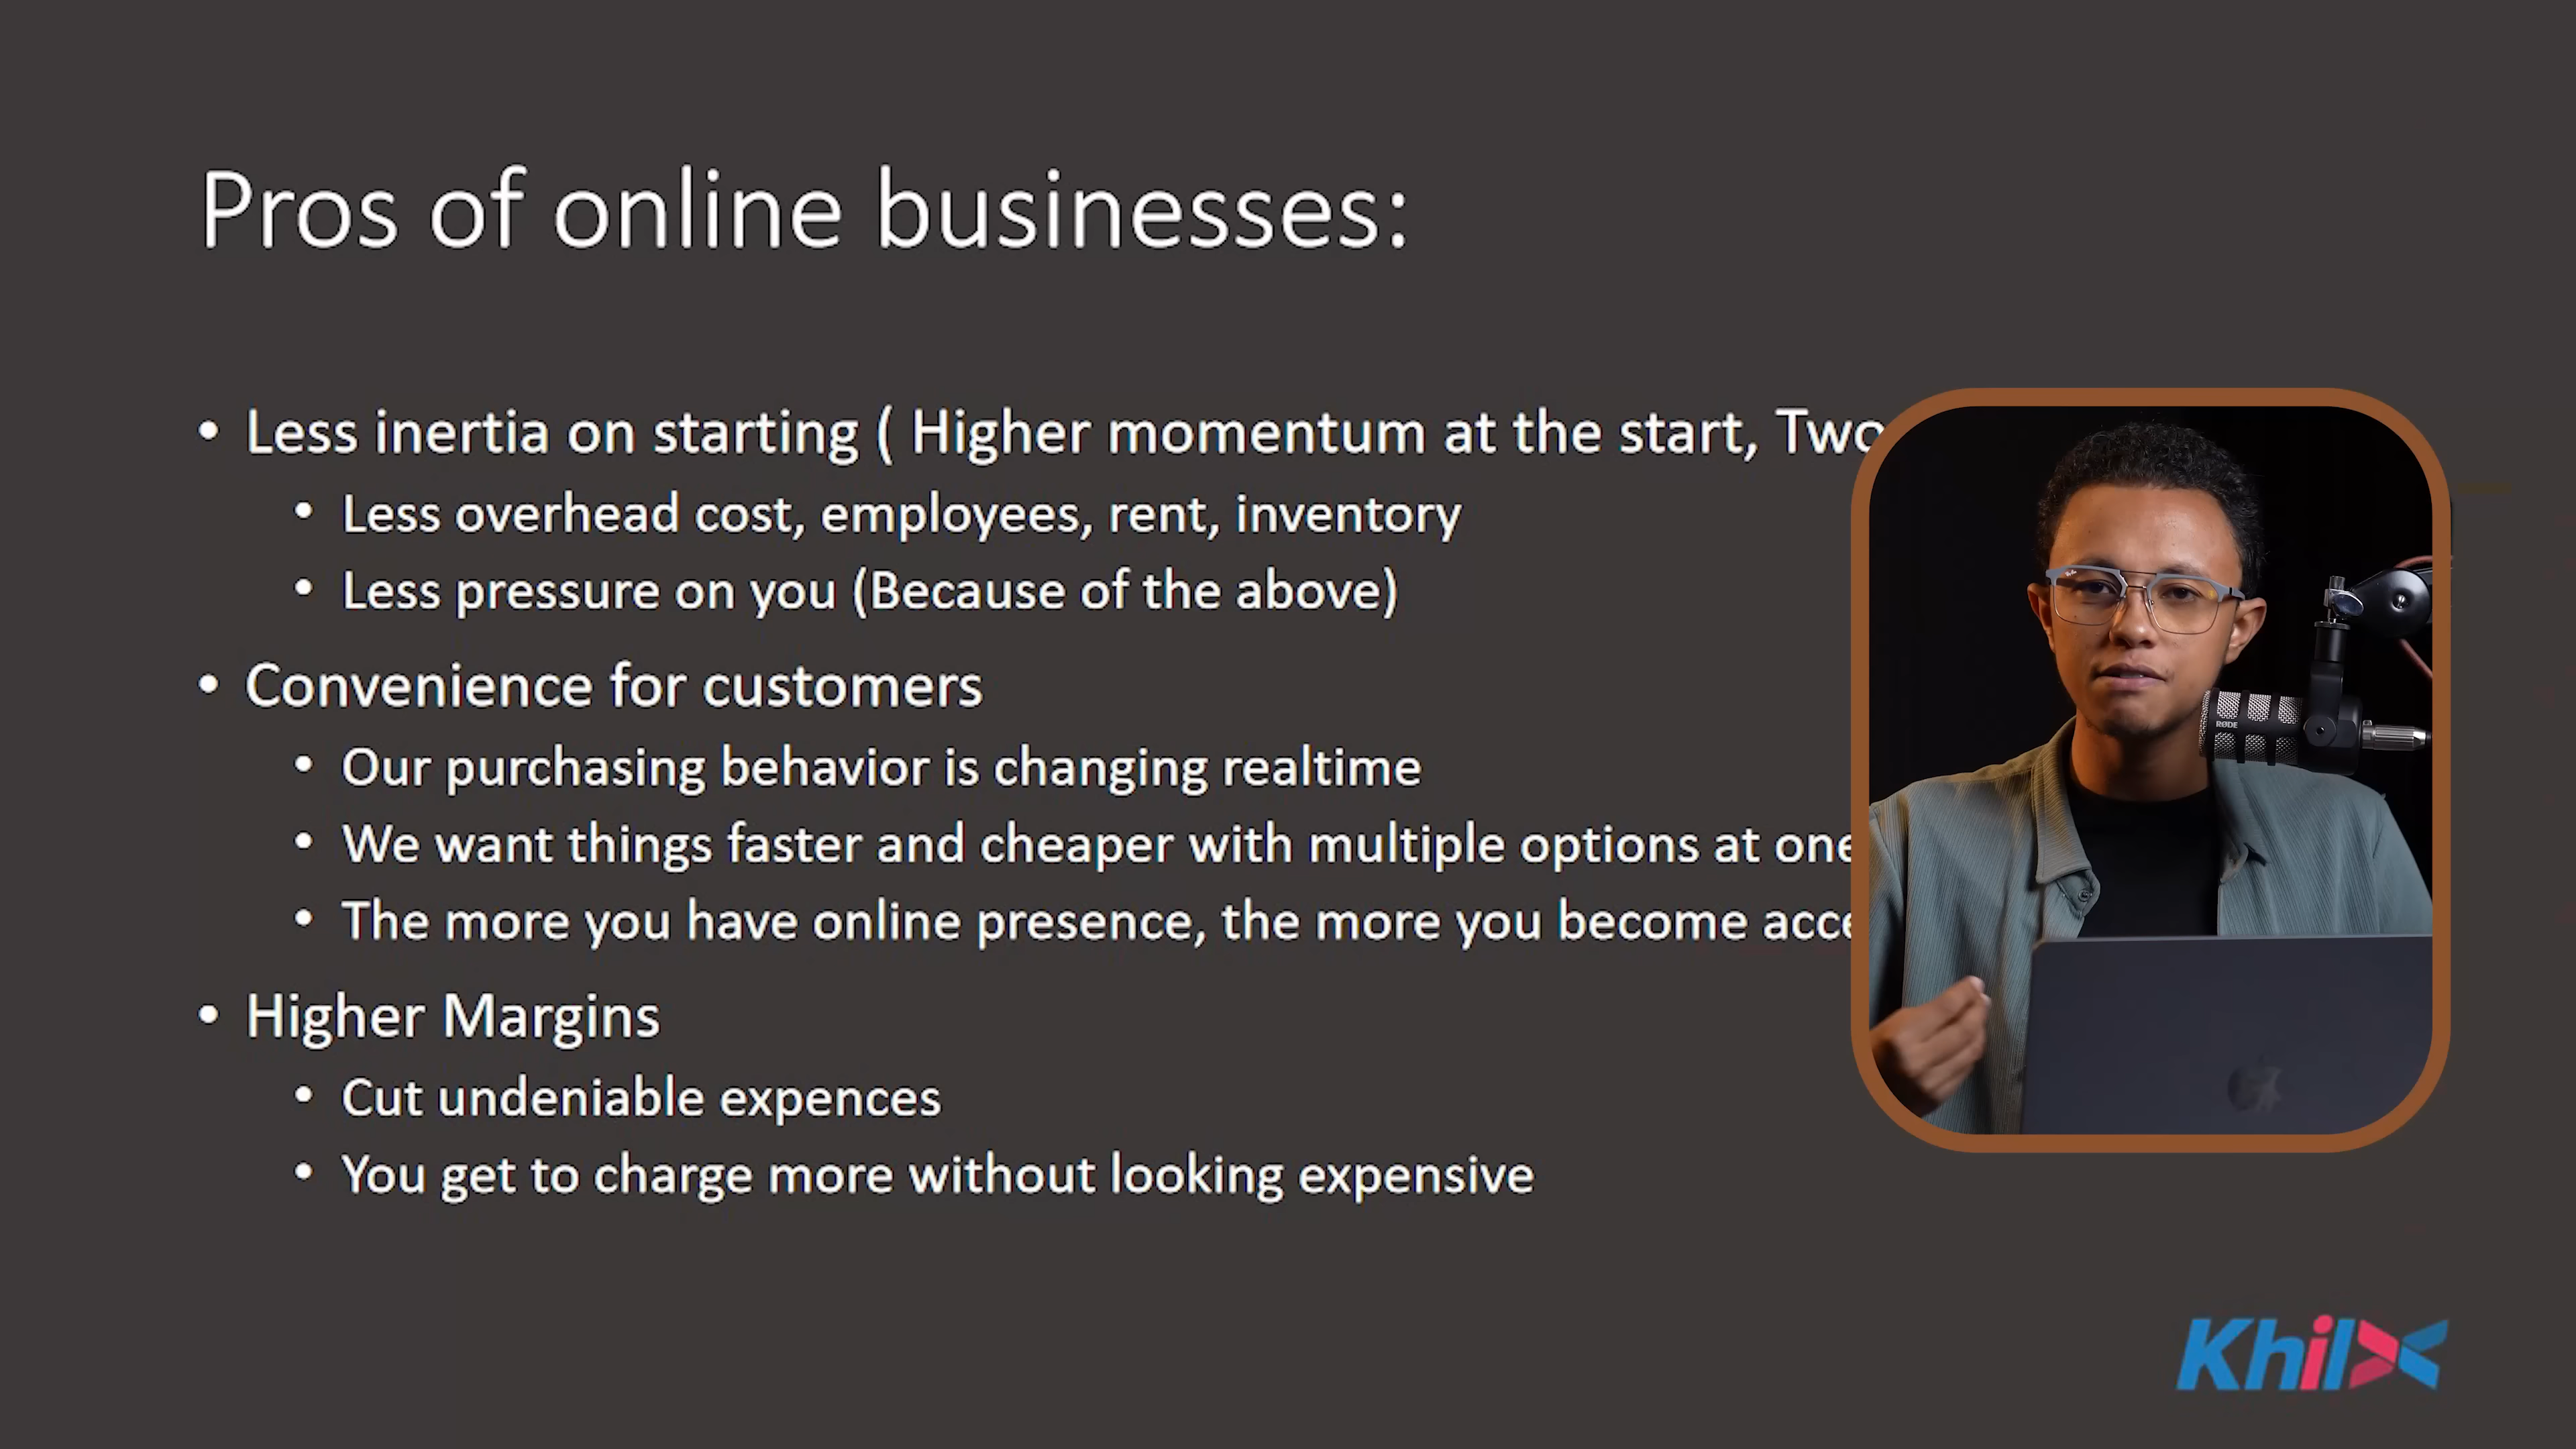 Pros of online businesses:
• Less inertia on starting ( Higher momentum at the start, Two
• Less overhead cost, employees, rent, inventory
• Less pressure on you (Because of the above)
• Convenience for customers
• Our purchasing behavior is changing realtime
• We want things faster and cheaper with multiple options at one
• The more you have online presence, the more you become acce
• Higher Margins
• Cut undeniable expences
• You get to charge more without looking expensive
RØDE
KhilX